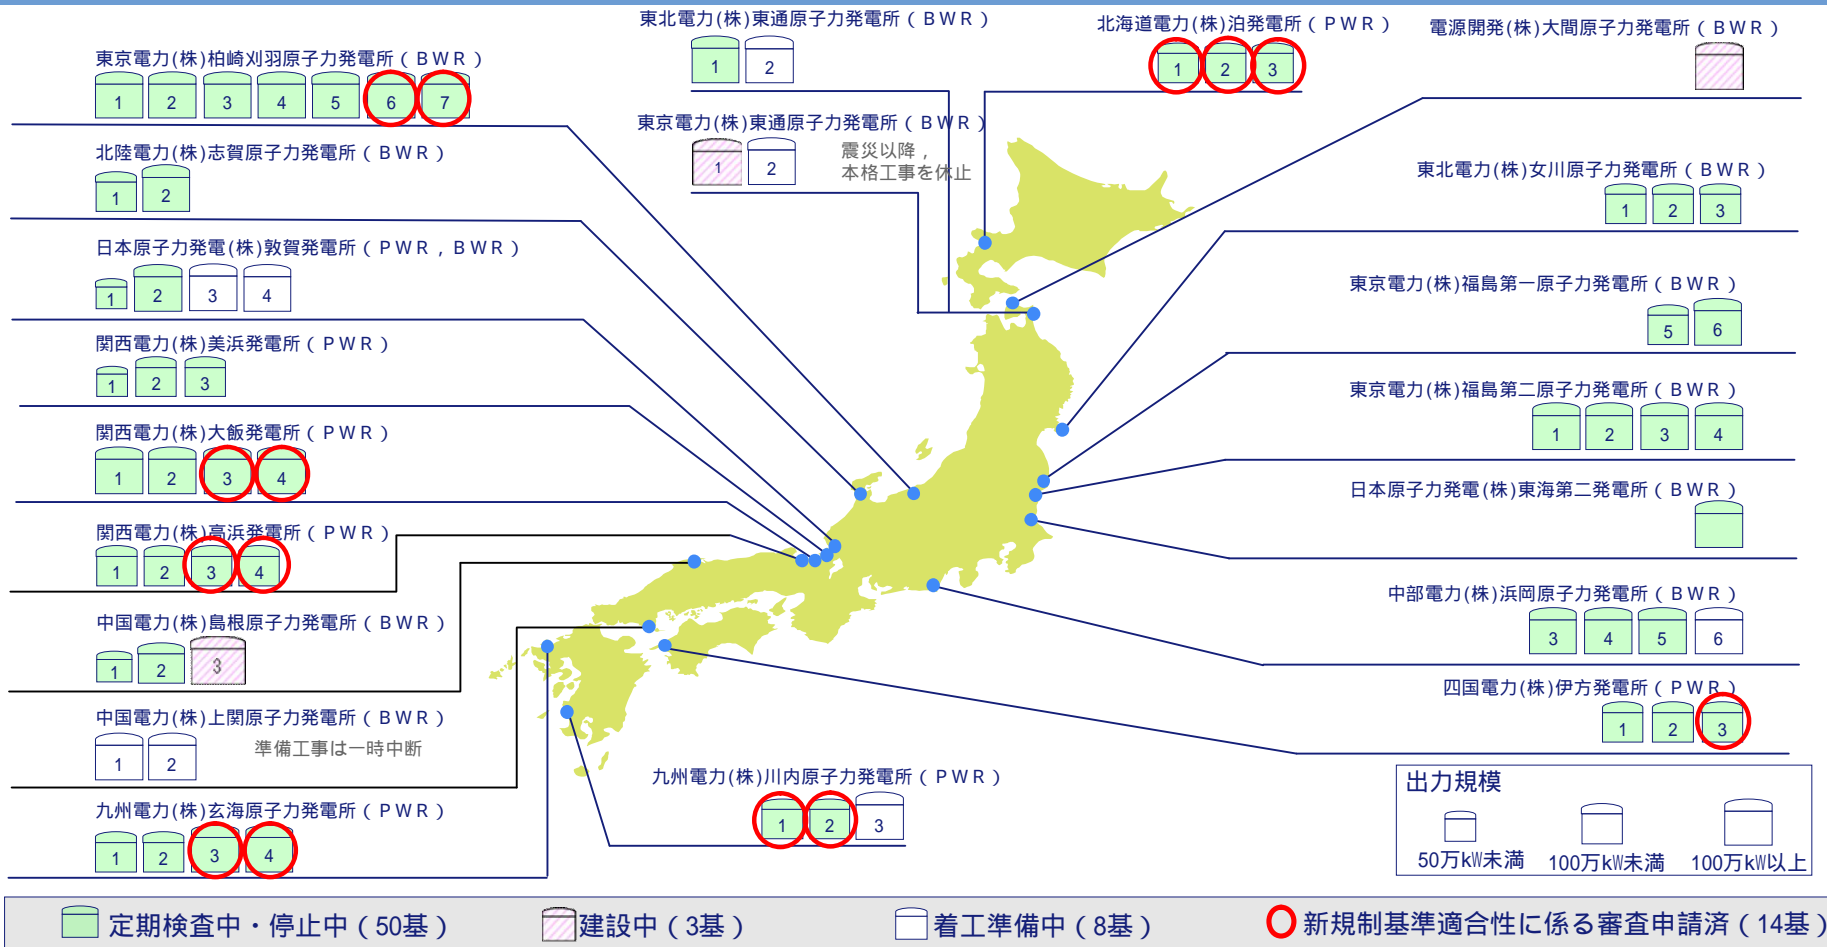 東京電力(株)柏崎刈羽原子力発電所(BWR)
1 2 3 4 5 6 7
北陸電力(株)志賀原子力発電所(BWR)
1 2
日本原子力発電(株)敦賀発電所(PWR,BWR)
1 2 3 4
関西電力(株)美浜発電所(PWR)
1 2 3
関西電力(株)大飯発電所(PWR)
1 2 3 4
関西電力(株)高浜発電所(PWR)
1 2 3 4
中国電力(株)島根原子力発電所(BWR)
1 2 3
中国電力(株)上関原子力発電所(BWR)
1 2
準備工事は一時中断
九州電力(株)玄海原子力発電所(PWR)
1 2 3 4
東北電力(株)東通原子力発電所(BWR)
1 2
東京電力(株)東通原子力発電所(BWR)
1 2
震災以降,
本格工事を休止
九州電力(株)川内原子力発電所(PWR)
1 2 3
北海道電力(株)泊発電所(PWR)
1 2 3
電源開発(株)大間原子力発電所(BWR)
東北電力(株)女川原子力発電所(BWR)
1 2 3
東京電力(株)福島第一原子力発電所(BWR)
5 6
東京電力(株)福島第二原子力発電所(BWR)
1 2 3 4
日本原子力発電(株)東海第二発電所(BWR)
中部電力(株)浜岡原子力発電所(BWR)
3 4 5 6
四国電力(株)伊方発電所(PWR)
1 2 3
出力規模
50万kW未満 100万kW未満 100万kW以上
定期検査中・停止中(50基) 建設中(3基) 着工準備中(8基) 新規制基準適合性に係る審査申請済(14基)